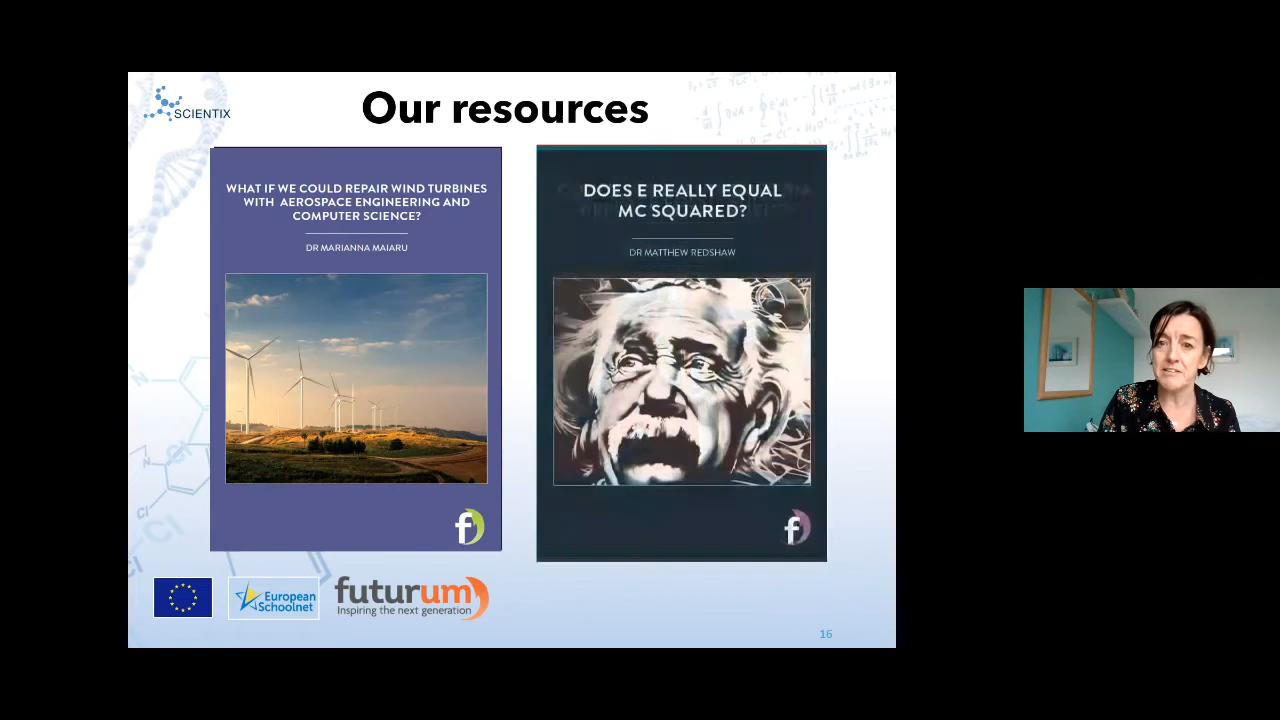 SCIENTIX
Our resources
WHAT IF WE COULD REPAIR WIND TURBINES
WITH AEROSPACE ENGINEERING AND
COMPUTER SCIENCE?
DR MARIANNA MAIARU
f
DOES E REALLY EQUAL
MC SQUARED?
DR MATTHEW REDSHAW
f
European
Schoolnet
futurum
Inspiring the next generation
16